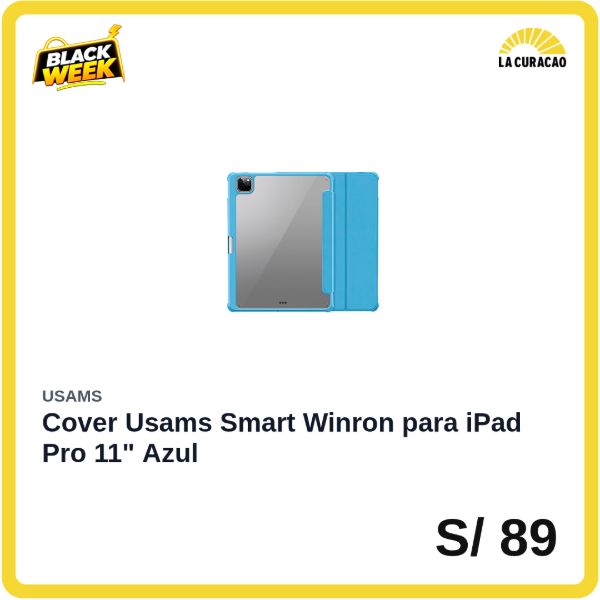 BLACK
WEEK
LA CURACAO
USAMS
Cover Usams Smart Winron para iPad
Pro 11" Azul
S/ 89